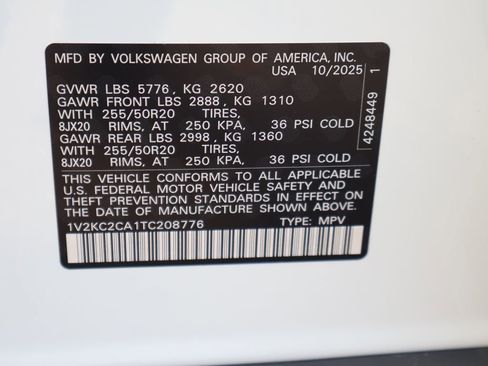 MFD BY VOLKSWAGEN GROUP OF AMERICA, INC.
USA 10/2025
GVWR LBS 5776, KG 2620
GAWR FRONT LBS 2888, KG 1310
WITH 255/50R20 TIRES,
8JX20 RIMS, AT 250 KPA, 36 PSI COLD
GAWR REAR LBS 2998, KG 1360
WITH 255/50R20 TIRES,
8JX20 RIMS, AT 250 KPA, 36 PSI COLD
THIS VEHICLE CONFORMS TO ALL APPLICABLE
U.S. FEDERAL MOTOR VEHICLE SAFETY AND
THEFT PREVENTION STANDARDS IN EFFECT
ON THE DATE OF MANUFACTURE SHOWN ABOVE.
1V2KC2CA1TC208776 TYPE: MPV
4248449 1